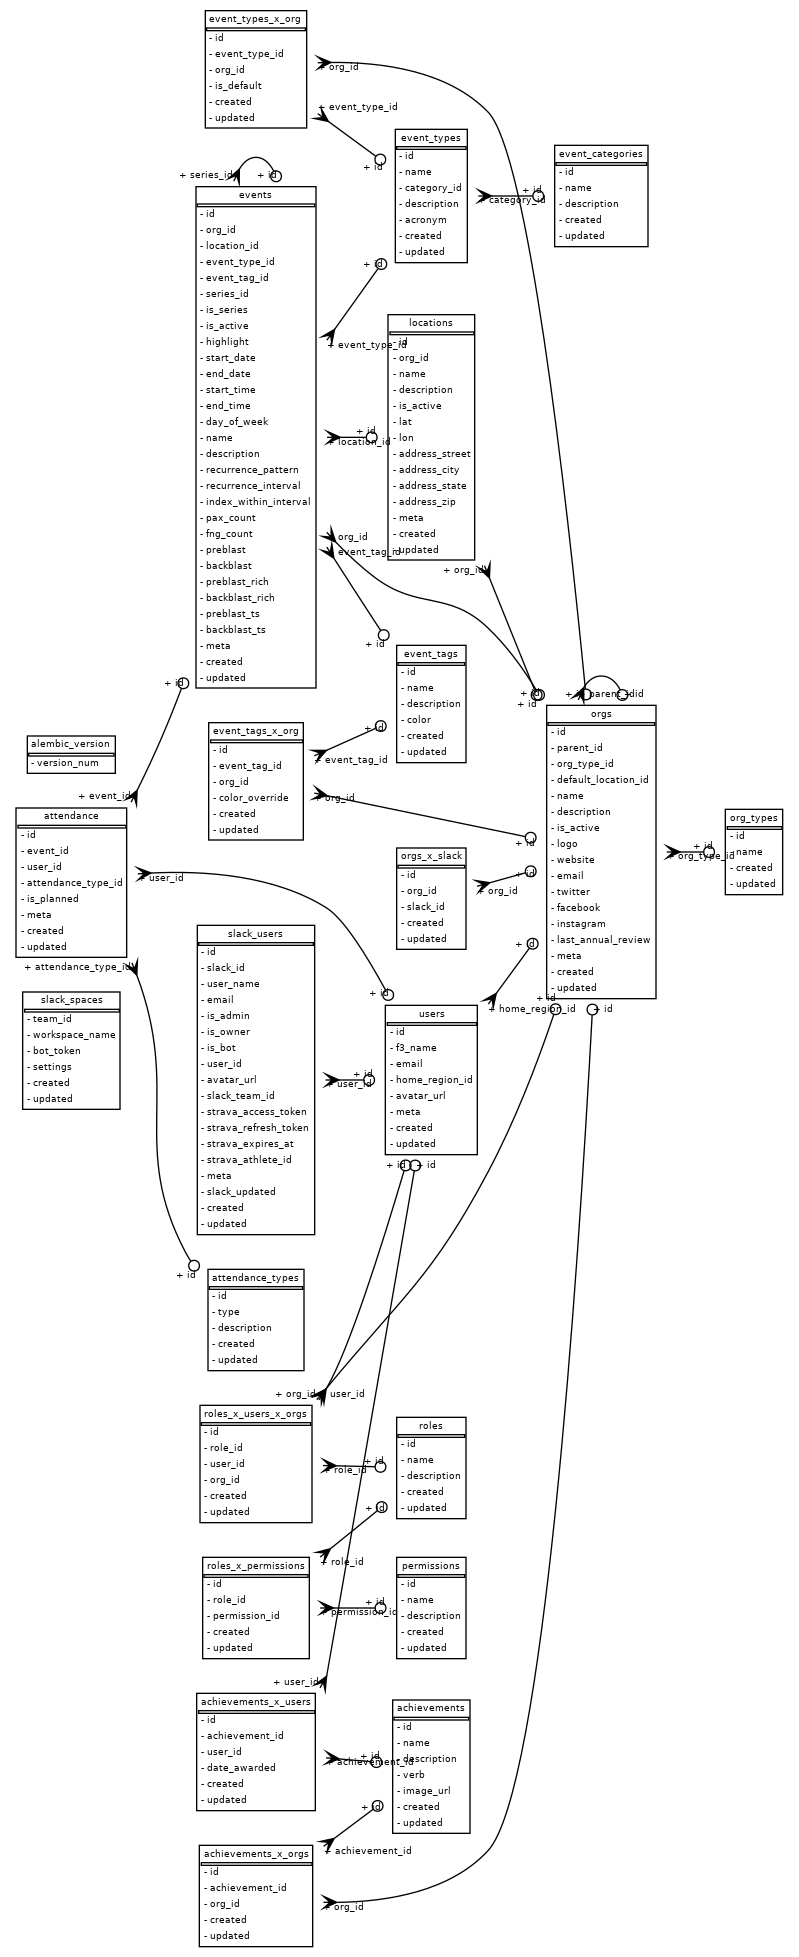 event_types_x_org
- id
- event_type_id
- org_id
- is_default
- created
- updated
+ org_id
+ event_type_id
+ id
event_types
- id
- name
- category_id
- description
- acronym
- created
- updated
+ id
+ category_id
event_categories
- id
- name
- description
- created
- updated
+ series_id
+ id
events
- id
- org_id
- location_id
- event_type_id
- event_tag_id
- series_id
- is_series
- is_active
- highlight
- start_date
- end_date
- start_time
- end_time
- day_of_week
- name
- description
- recurrence_pattern
- recurrence_interval
- index_within_interval
- pax_count
- fng_count
- preblast
- backblast
- preblast_rich
- backblast_rich
- preblast_ts
- backblast_ts
- meta
- created
- updated
+ id
+ event_type_id
locations
- id
- org_id
- name
- description
- is_active
- lat
- lon
- address_street
- address_city
- address_state
- address_zip
- meta
- created
- updated
+ id
+ location_id
org_id
event_tag_id
+ org_id
+ id
+ id
+ id
event_tags
- id
- name
- description
- color
- created
- updated
+ id
+ parent_id
+ id
orgs
- id
- parent_id
- org_type_id
- default_location_id
- name
- description
- is_active
- logo
- website
- email
- twitter
- facebook
- instagram
- last_annual_review
- meta
- created
- updated
+ id
event_tags_x_org
- id
- event_tag_id
- org_id
- color_override
- created
- updated
+ id
+ event_tag_id
+ org_id
+ id
alembic_version
- version_num
+ event_id
attendance
- id
- event_id
- user_id
- attendance_type_id
- is_planned
- meta
- created
- updated
+ user_id
+ attendance_type_id
orgs_x_slack
- id
- org_id
- slack_id
- created
- updated
+ id
+ org_id
+ id
+ org_type_id
org_types
- id
- name
- created
- updated
slack_spaces
- team_id
- workspace_name
- bot_token
- settings
- created
- updated
slack_users
- id
- slack_id
- user_name
- email
- is_admin
- is_owner
- is_bot
- user_id
- avatar_url
- slack_team_id
- strava_access_token
- strava_refresh_token
- strava_expires_at
- strava_athlete_id
- meta
- slack_updated
- created
- updated
+ id
+ id
+ home_region_id
+ id
+ id
users
- id
- f3_name
- email
- home_region_id
- avatar_url
- meta
- created
- updated
+ id
+ user_id
+ id
+ id
+ id
attendance_types
- id
- type
- description
- created
- updated
+ org_id
user_id
roles_x_users_x_orgs
- id
- role_id
- user_id
- org_id
- created
- updated
+ id
+ role_id
roles
- id
- name
- description
- created
- updated
+ id
+ role_id
roles_x_permissions
- id
- role_id
- permission_id
- created
- updated
+ id
+ permission_id
permissions
- id
- name
- description
- created
- updated
+ user_id
achievements_x_users
- id
- achievement_id
- user_id
- date_awarded
- created
- updated
+ id
+ achievement_id
achievements
- id
- name
- description
- verb
- image_url
- created
- updated
+ id
+ achievement_id
achievements_x_orgs
- id
- achievement_id
- org_id
- created
- updated
+ org_id